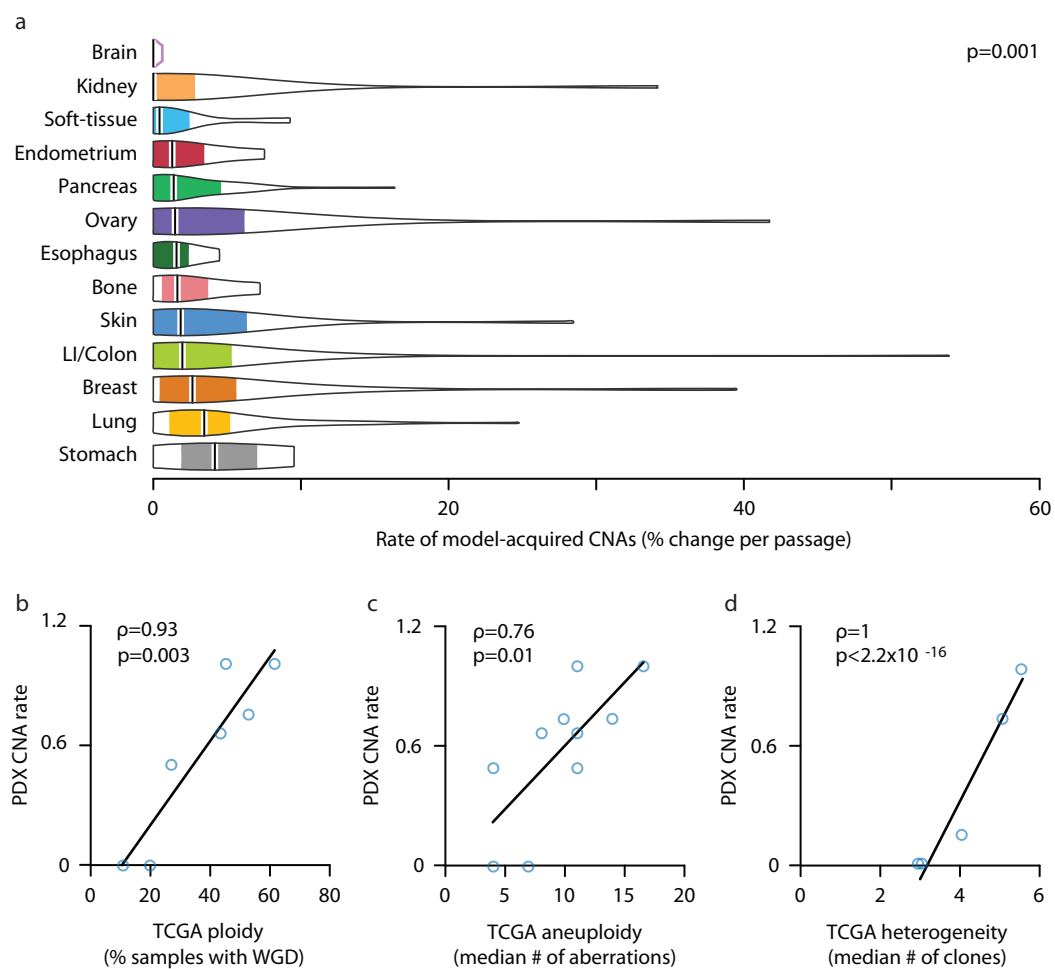 a
Brain
p=0.001
Kidney
Soft-tissue
Endometrium
Pancreas
Ovary
Esophagus
Bone
Skin
LI/Colon
Breast
Lung
Stomach
0 20 40 60
Rate of model-acquired CNAs (% change per passage)
b
1.2
ρ=0.93
p=0.003
PDX CNA rate
0.6
0
0 20 40 60 80
TCGA ploidy
(% samples with WGD)
c
1.2
ρ=0.76
p=0.01
PDX CNA rate
0.6
0
0 5 10 15 20
TCGA aneuploidy
(median # of aberrations)
d
1.2
ρ=1
p<2.2x10 -16
PDX CNA rate
0.6
0
0 2 4 6
TCGA heterogeneity
(median # of clones)